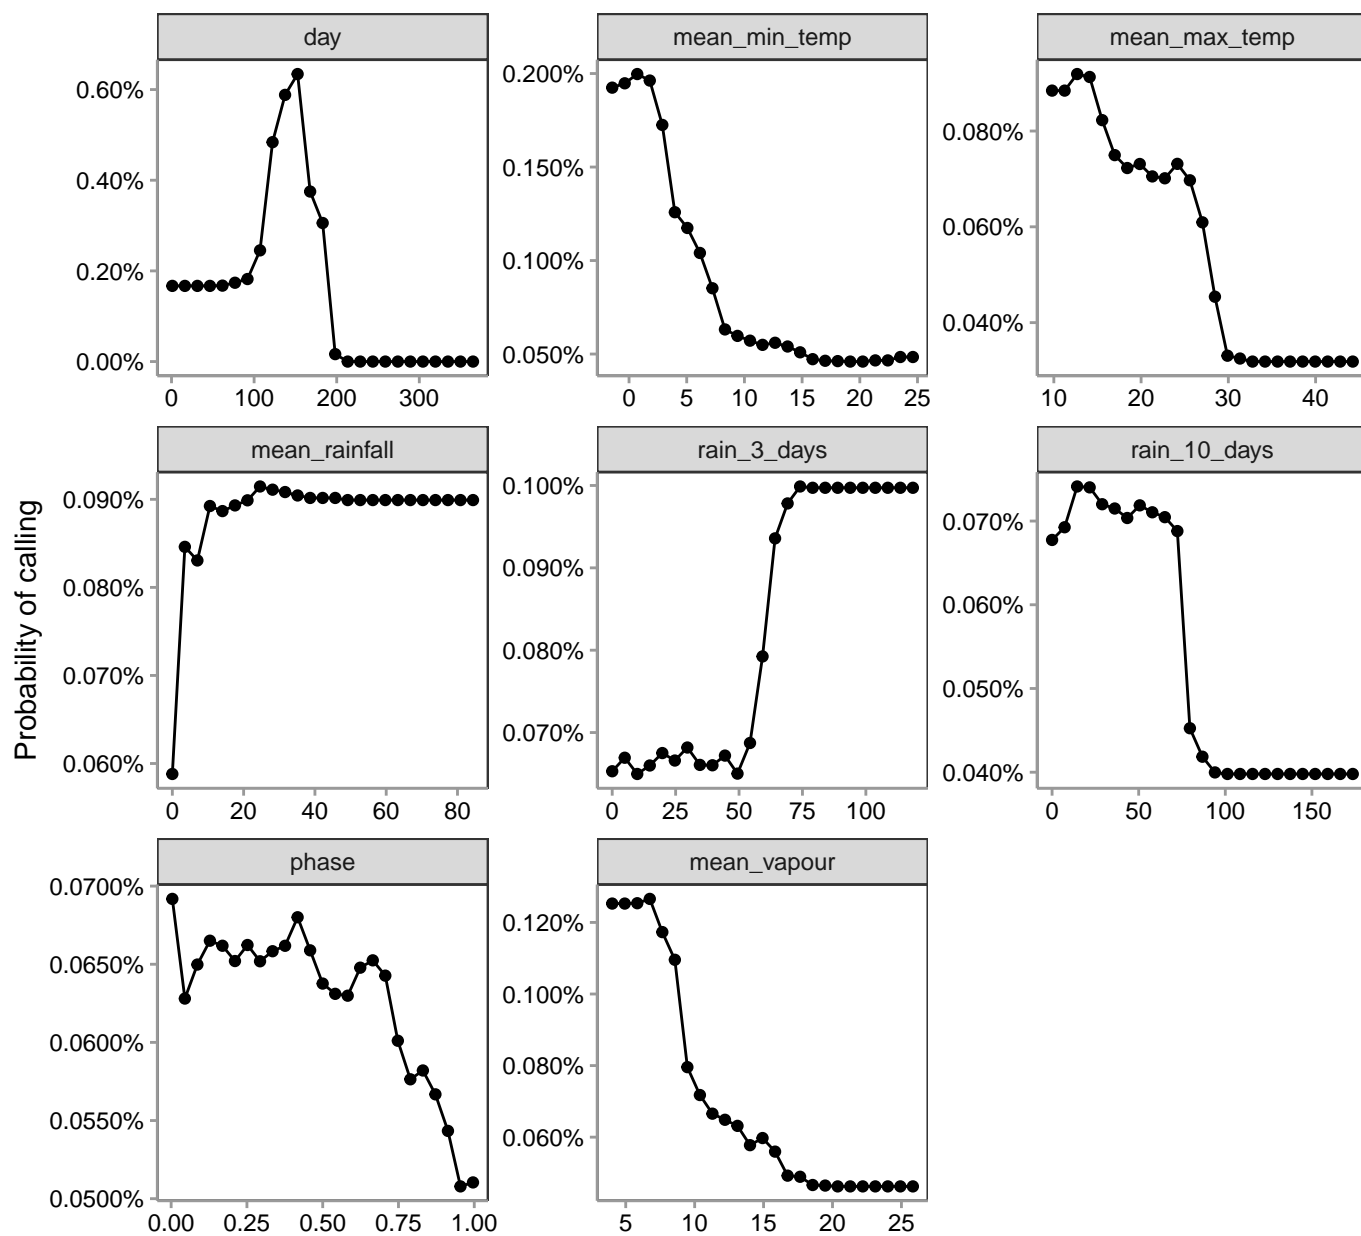 day
mean_min_temp
mean_max_temp
0.60%
0.40%
0.20%
0.00%
0 100 200 300
0.200%
0.150%
0.100%
0.050%
0 5 10 15 20 25
0.080%
0.060%
0.040%
10 20 30 40
mean_rainfall
rain_3_days
rain_10_days
Probability of calling
0.090%
0.080%
0.070%
0.060%
0 20 40 60 80
0.100%
0.090%
0.080%
0.070%
0 25 50 75 100
0.070%
0.060%
0.050%
0.040%
0 50 100 150
phase
mean_vapour
0.0700%
0.0650%
0.0600%
0.0550%
0.0500%
0.00 0.25 0.50 0.75 1.00
0.120%
0.100%
0.080%
0.060%
5 10 15 20 25